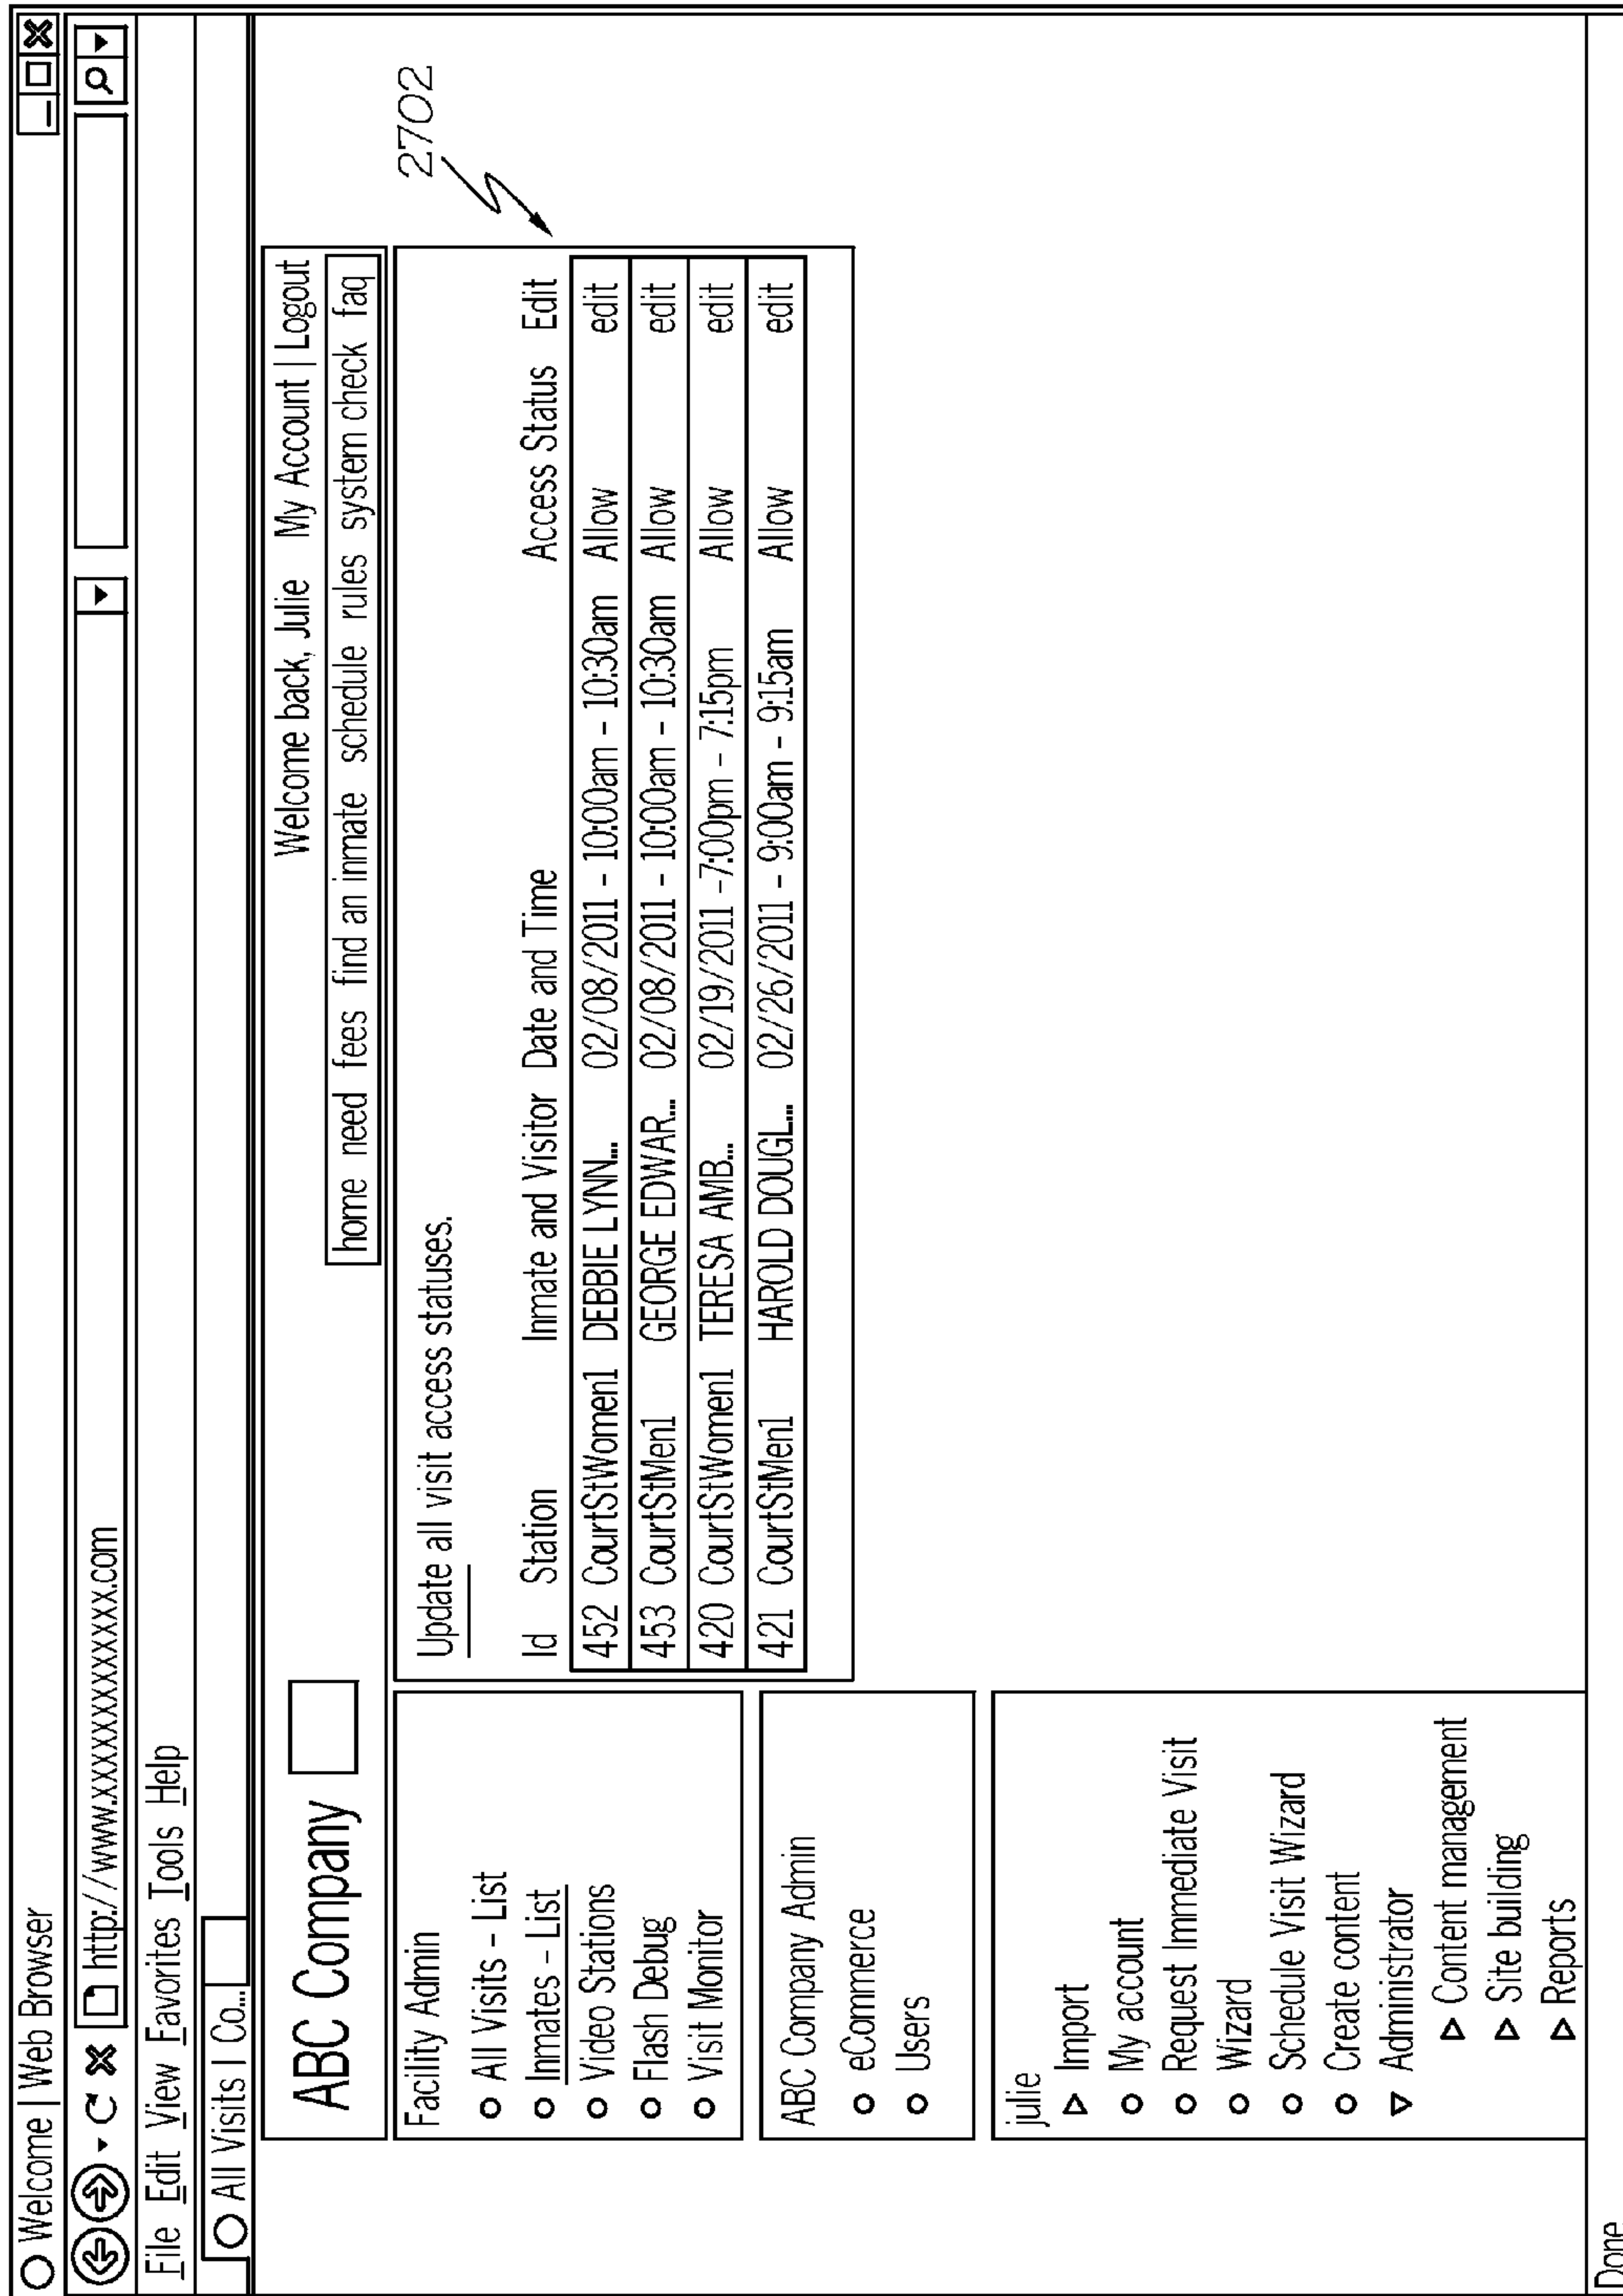 Welcome | Web Browser
http://www.xxxxxxxxxxxxx.com
File Edit View Favorites Tools Help
All Visits | Co...
ABC Company
Welcome back, Julie My Account | Logout
home need fees find an inmate schedule rules system check faq
2702
Facility Admin
All Visits - List
Inmates - List
Video Stations
Flash Debug
Visit Monitor
ABC Company Admin
eCommerce
Users
julie
Import
My account
Request Immediate Visit
Wizard
Schedule Visit Wizard
Create content
Administrator
Content management
Site building
Reports
Update all visit access statuses.
Id Station Inmate and Visitor Date and Time Access Status Edit
452 CourtStWomen1 DEBBIE LYNN... 02/08/2011 - 10:00am - 10:30am Allow edit
453 CourtStMen1 GEORGE EDWAR... 02/08/2011 - 10:00am - 10:30am Allow edit
420 CourtStWomen1 TERESA AMB... 02/19/2011 -7:00pm - 7:15pm Allow edit
421 CourtStMen1 HAROLD DOUGL... 02/26/2011 - 9:00am - 9:15am Allow edit
Done